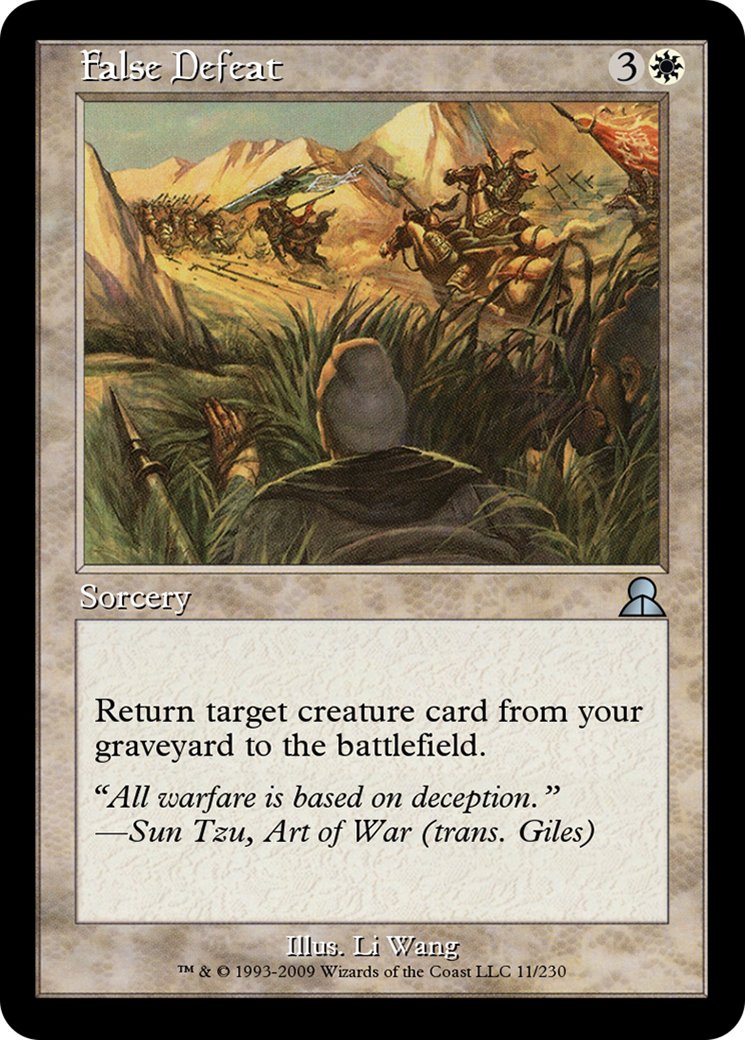 False Defeat 3
Sorcery
Return target creature card from your
graveyard to the battlefield.
“All warfare is based on deception.”
—Sun Tzu, Art of War (trans. Giles)
Illus. Li Wang
™ & © 1993-2009 Wizards of the Coast LLC 11/230